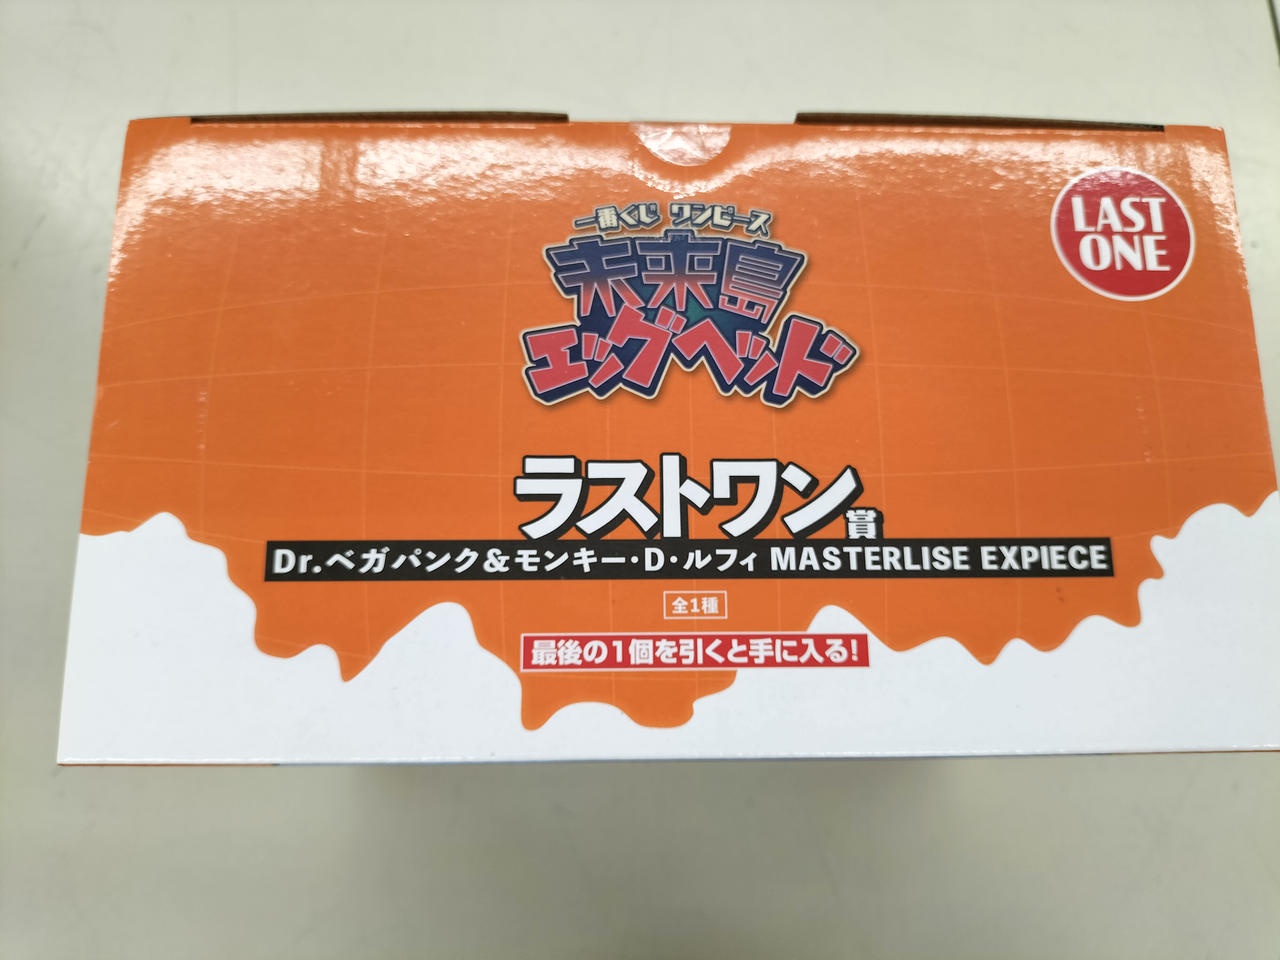 一番くじ ワンピース
未来島
エッグヘッド
LAST
ONE
ラストワン賞
Dr.ベガパンク&モンキー・D・ルフィ MASTERLISE EXPIECE
全1種
最後の1個を引くと手に入る!